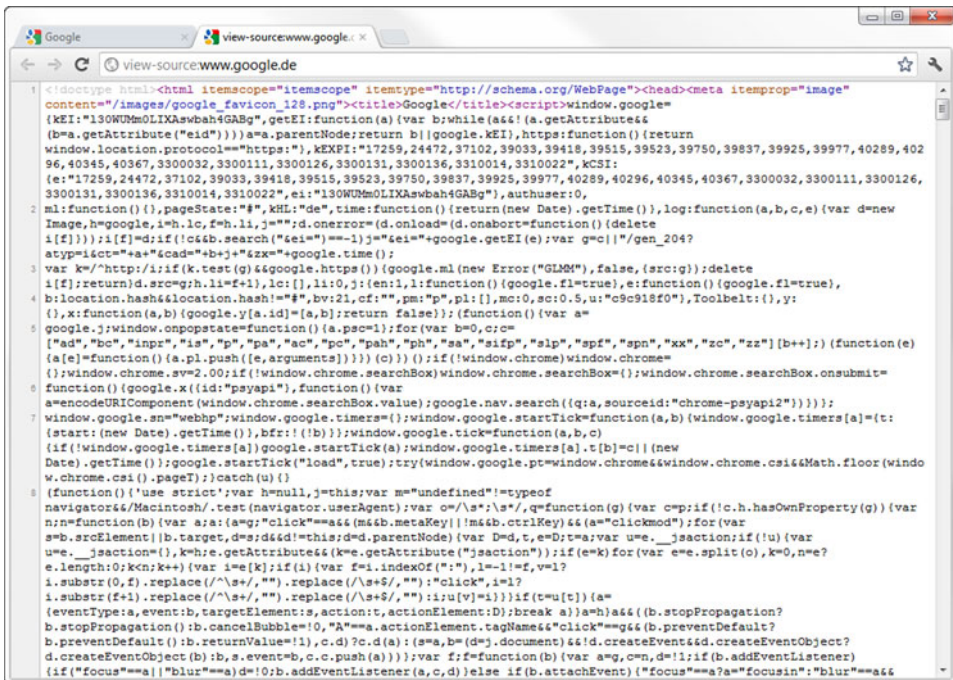 Google
view-source:www.google.c
view-source:www.google.de
1 <!doctype html><html itemscope="itemscope" itemtype="http://schema.org/WebPage"><head><meta itemprop="image"
content="/images/google_favicon_128.png"><title>Google</title><script>window.google=
{kEI:"l30WUMm0LIXAswbah4GABg",getEI:function(a){var b;while(a&&!(a.getAttribute&&
(b=a.getAttribute("eid"))))a=a.parentNode;return b||google.kEI},https:function(){return
window.location.protocol=="https:"},kEXPI:"17259,24472,37102,39033,39418,39515,39523,39750,39837,39925,39977,40289,402
96,40345,40367,3300032,3300111,3300126,3300131,3300136,3310014,3310022",kCSI:
{e:"17259,24472,37102,39033,39418,39515,39523,39750,39837,39925,39977,40289,40296,40345,40367,3300032,3300111,3300126,
3300131,3300136,3310014,3310022",ei:"l30WUMm0LIXAswbah4GABg"},authuser:0,
2 ml:function(){},pageState:"#",kHL:"de",time:function(){return(new Date).getTime()},log:function(a,b,c,e){var d=new
Image,h=google,i=h.lc,f=h.li,j="";d.onerror=(d.onload=(d.onabort=function(){delete
i[f]}));i[f]=d;if(!c&&b.search("&ei=")==-1)j="&ei="+google.getEI(e);var g=c||"/gen_204?
atyp=i&ct="+a+"&cad="+b+j+"&zx="+google.time();
3 var k=/^http:/i;if(k.test(g)&&google.https()){google.ml(new Error("GLMM"),false,{src:g});delete
i[f];return}d.src=g;h.li=f+1},lc:[],li:0,j:{en:1,l:function(){google.fl=true},e:function(){google.fl=true},
4 b:location.hash&&location.hash!="#",bv:21,cf:"",pm:"p",pl:[],mc:0,sc:0.5,u:"c9c918f0"},Toolbelt:{},y:
{},x:function(a,b){google.y[a.id]=[a,b];return false}};(function(){var a=
5 google.j;window.onpopstate=function(){a.psc=1};for(var b=0,c;c=
["ad","bc","inpr","is","p","pa","ac","pc","pah","ph","sa","sifp","slp","spf","spn","xx","zc","zz"][b++];)(function(e)
{a[e]=function(){a.pl.push([e,arguments])}})(c)})();if(!window.chrome)window.chrome=
{};window.chrome.sv=2.00;if(!window.chrome.searchBox)window.chrome.searchBox={};window.chrome.searchBox.onsubmit=
6 function(){google.x({id:"psyapi"},function(){var
a=encodeURIComponent(window.chrome.searchBox.value);google.nav.search({q:a,sourceid:"chrome-psyapi2"})})};
7 window.google.sn="webhp";window.google.timers={};window.google.startTick=function(a,b){window.google.timers[a]={t:
{start:(new Date).getTime()},bfr:!(!b)}};window.google.tick=function(a,b,c)
{if(!window.google.timers[a])google.startTick(a);window.google.timers[a].t[b]=c||(new
Date).getTime()};google.startTick("load",true);try{window.google.pt=window.chrome&&window.chrome.csi&&Math.floor(windo
w.chrome.csi().pageT);}catch(u){}
8 (function(){'use strict';var h=null,j=this;var m="undefined"!=typeof
navigator&&/Macintosh/.test(navigator.userAgent);var o=/\s*;\s*/,q=function(g){var c=p;if(!c.h.hasOwnProperty(g)){var
n;n=function(b){var a;a:{a=g;"click"==a&&(m&&b.metaKey||!m&&b.ctrlKey)&&(a="clickmod");for(var
s=b.srcElement||b.target,d=s;d&&d!=this;d=d.parentNode){var D=d,t,e=D;t=a;var u=e.__jsaction;if(!u){var
u=e.__jsaction={},k=h;e.getAttribute&&(k=e.getAttribute("jsaction"));if(e=k)for(var e=e.split(o),k=0,n=e?
e.length:0;k<n;k++){var i=e[k];if(i){var f=i.indexOf(":"),l=-1!=f,v=l?
i.substr(0,f).replace(/^\s+/,"").replace(/\s+$/,""):"click",i=l?
i.substr(f+1).replace(/^\s+/,"").replace(/\s+$/,""):i;u[v]=i}}}if(t=u[t]){a=
{eventType:a,event:b,targetElement:s,action:t,actionElement:D};break a}}a=h}a&&((b.stopPropagation?
b.stopPropagation():b.cancelBubble=!0,"A"==a.actionElement.tagName&&"click"==g&&(b.preventDefault?
b.preventDefault():b.returnValue=!1),c.d)?c.d(a):(s=a,b=(d=j.document)&&!d.createEvent&&d.createEventObject?
d.createEventObject(b):b,s.event=b,c.c.push(a)))};var f;f=function(b){var a=g,c=n,d=!1;if(b.addEventListener)
{if("focus"==a||"blur"==a)d=!0;b.addEventListener(a,c,d)}else if(b.attachEvent){"focus"==a?a="focusin":"blur"==a&&